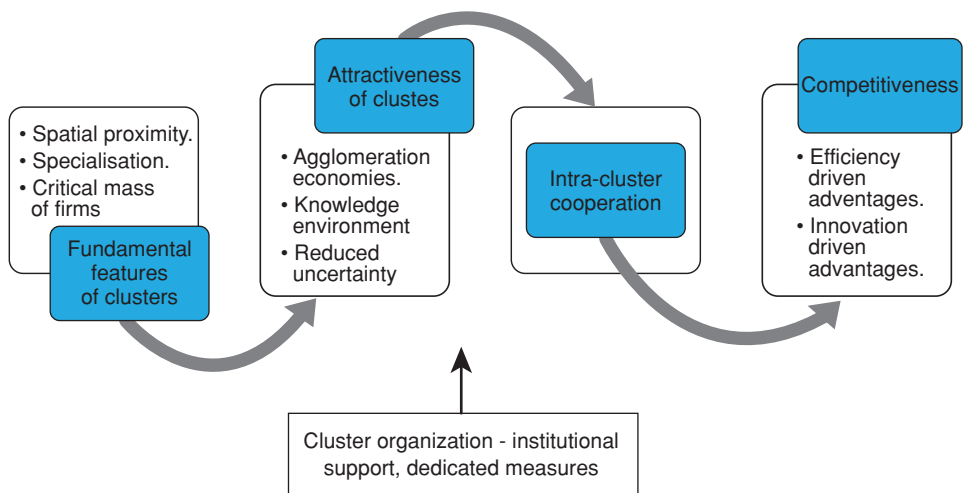 • Spatial proximity.
• Specialisation.
• Critical mass
of firms
Fundamental
features
of clusters
Attractiveness
of clustes
• Agglomeration
economies.
• Knowledge
environment
• Reduced
uncertainty
Intra-cluster
cooperation
Competitiveness
• Efficiency
driven
adventages.
• Innovation
driven
advantages.
Cluster organization - institutional
support, dedicated measures